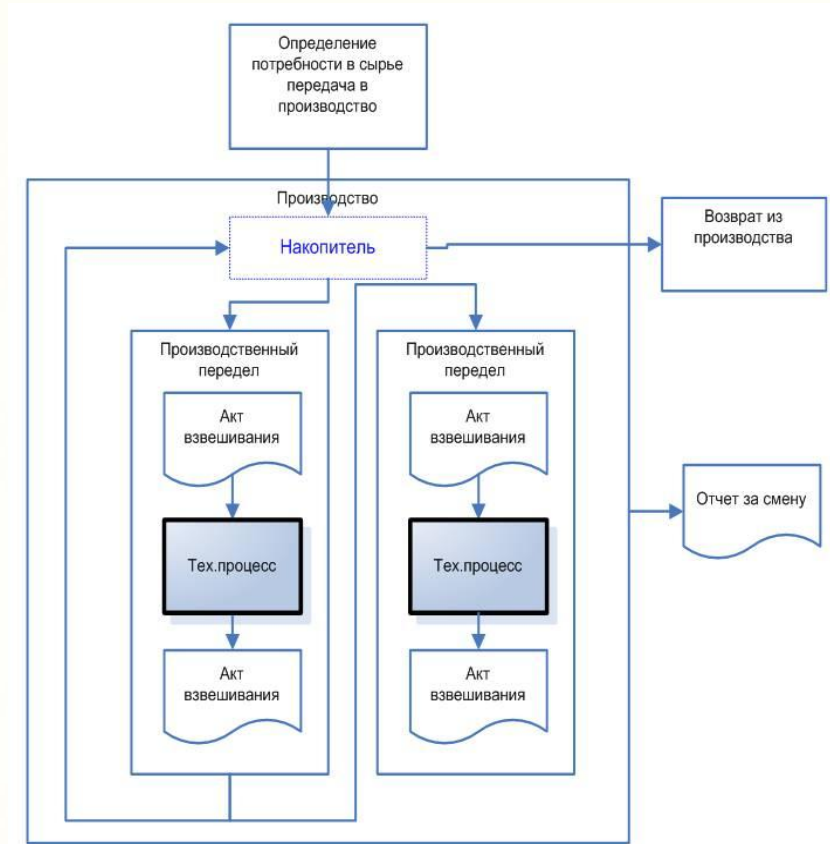 Определение
потребности в сырье
передача в
производство
Производство
Накопитель
Возврат из
производства
Производственный
передел
Акт
взвешивания
Тех.процесс
Акт
взвешивания
Производственный
передел
Акт
взвешивания
Тех.процесс
Акт
взвешивания
Отчет за смену